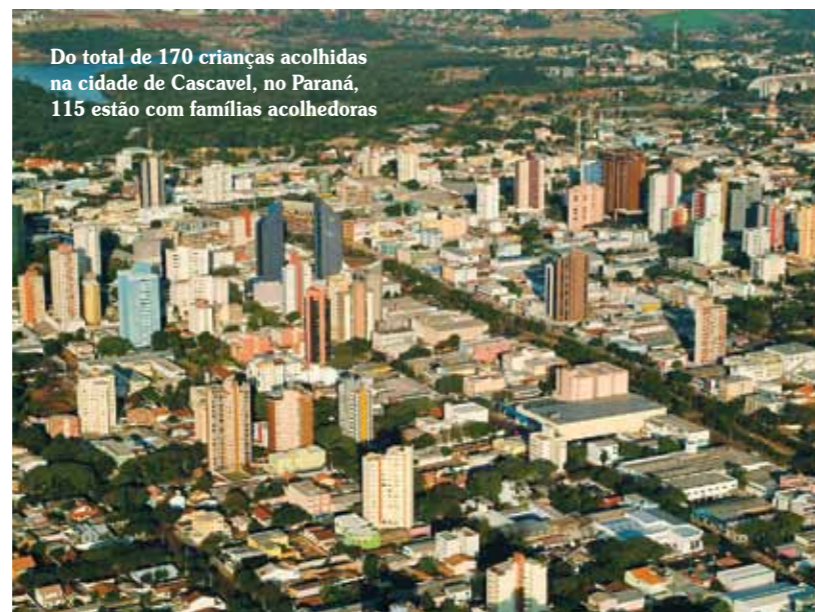 Do total de 170 crianças acolhidas
na cidade de Cascavel, no Paraná,
115 estão com famílias acolhedoras